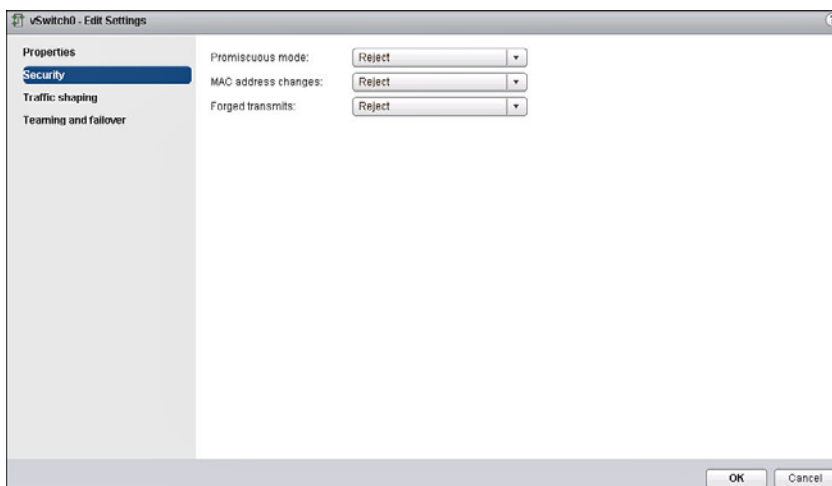 vSwitch0 - Edit Settings
Properties
Security
Traffic shaping
Teaming and failover
Promiscuous mode: Reject
MAC address changes: Reject
Forged transmits: Reject
OK Cancel